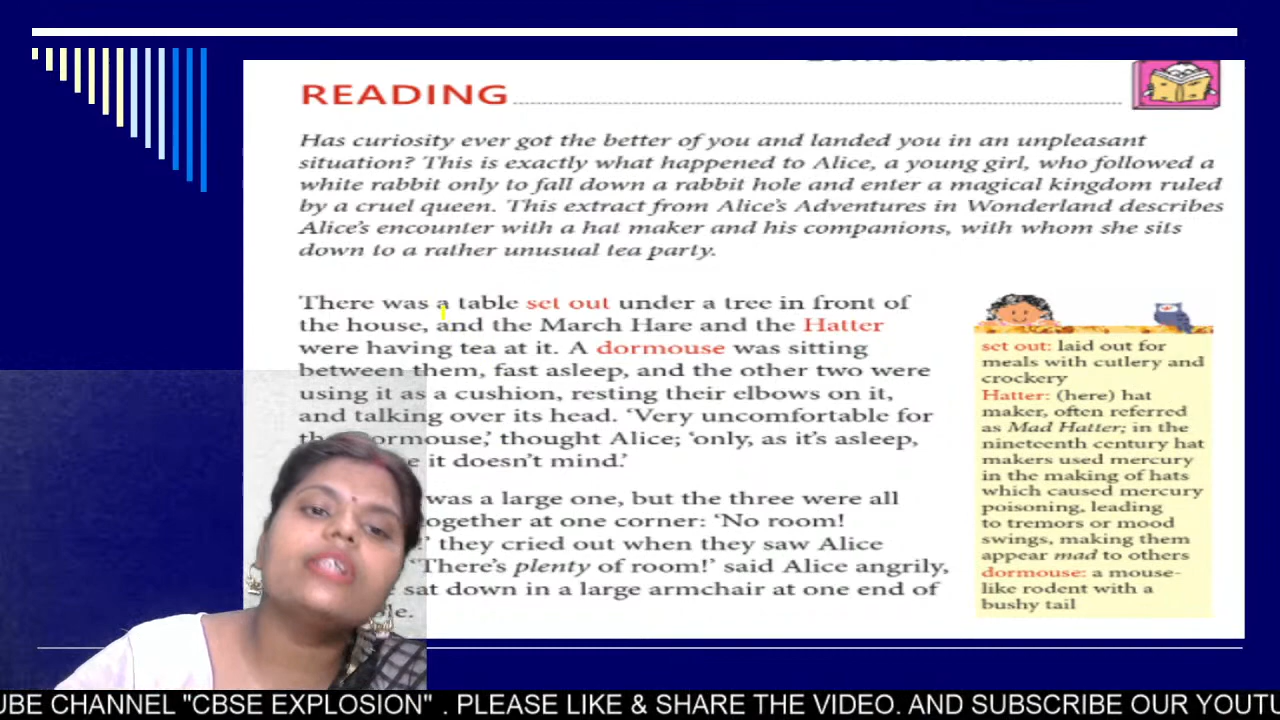 READING
Has curiosity ever got the better of you and landed you in an unpleasant
situation? This is exactly what happened to Alice, a young girl, who followed a
white rabbit only to fall down a rabbit hole and enter a magical kingdom ruled
by a cruel queen. This extract from Alice's Adventures in Wonderland describes
Alice's encounter with a hat maker and his companions, with whom she sits
down to a rather unusual tea party.
There was a table set out under a tree in front of
the house, and the March Hare and the Hatter
were having tea at it. A dormouse was sitting
between them, fast asleep, and the other two were
using it as a cushion, resting their elbows on it,
and talking over its head. 'Very uncomfortable for
thought Alice; 'only, as it's asleep,
it doesn't mind.'
was a large one, but the three were all
together at one corner: 'No room!
they cried out when they saw Alice
'There's plenty of room!' said Alice angrily,
sat down in a large armchair at one end of
set out: laid out for
meals with cutlery and
crockery
Hatter: (here) hat
maker, often referred
as Mad Hatter; in the
nineteenth century hat
makers used mercury
in the making of hats
which caused mercury
poisoning, leading
to tremors or mood
swings, making them
appear mad to others
dormouse: a mouse-
like rodent with a
bushy tail
CHANNEL "CBSE EXPLOSION" . PLEASE LIKE & SHARE THE VIDEO. AND SUBSCRIBE OUR